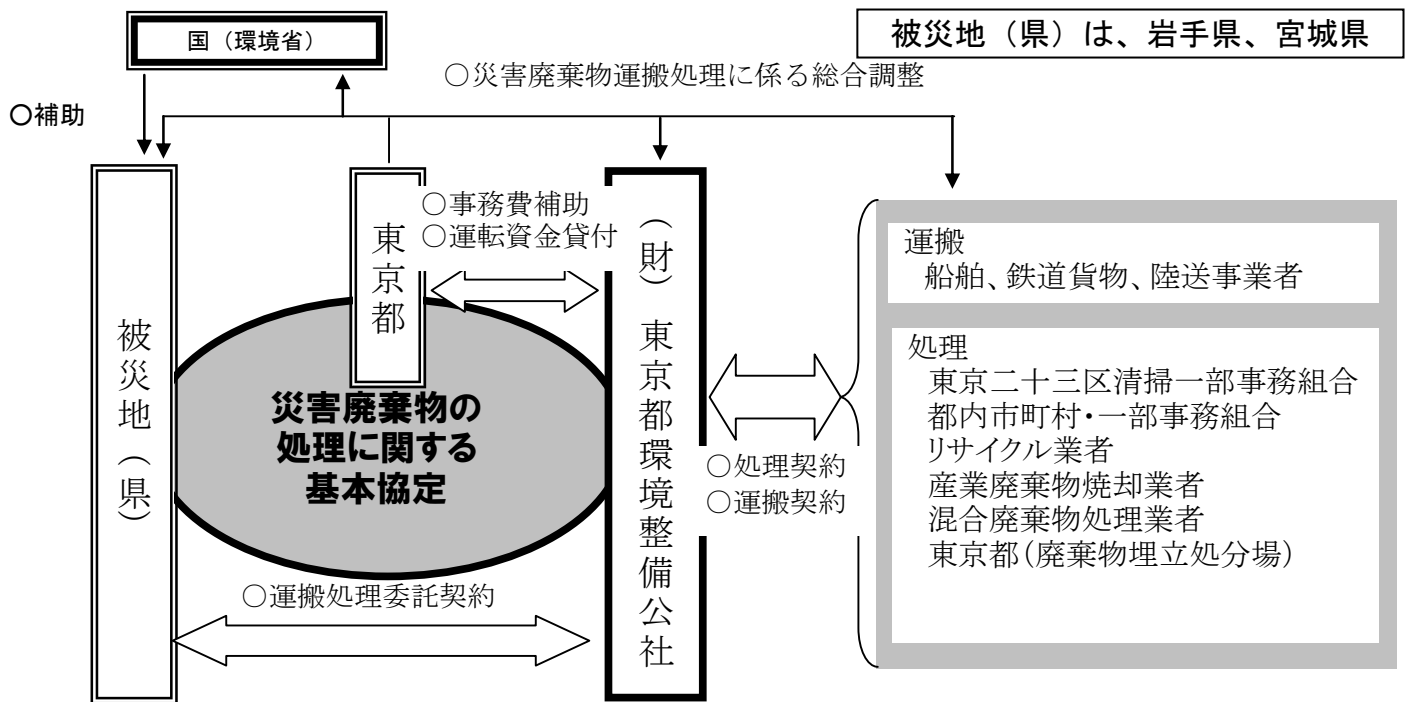 国（環境省）
被災地（県）は、岩手県、宮城県
○災害廃棄物運搬処理に係る総合調整
○補助
被災地（県）
東京都
○事務費補助
○運転資金貸付
（財）東京都環境整備公社
災害廃棄物の
処理に関する
基本協定
○運搬処理委託契約
○処理契約
○運搬契約
運搬
船舶、鉄道貨物、陸送事業者
処理
東京二十三区清掃一部事務組合
都内市町村・一部事務組合
リサイクル業者
産業廃棄物焼却業者
混合廃棄物処理業者
東京都（廃棄物埋立処分場）